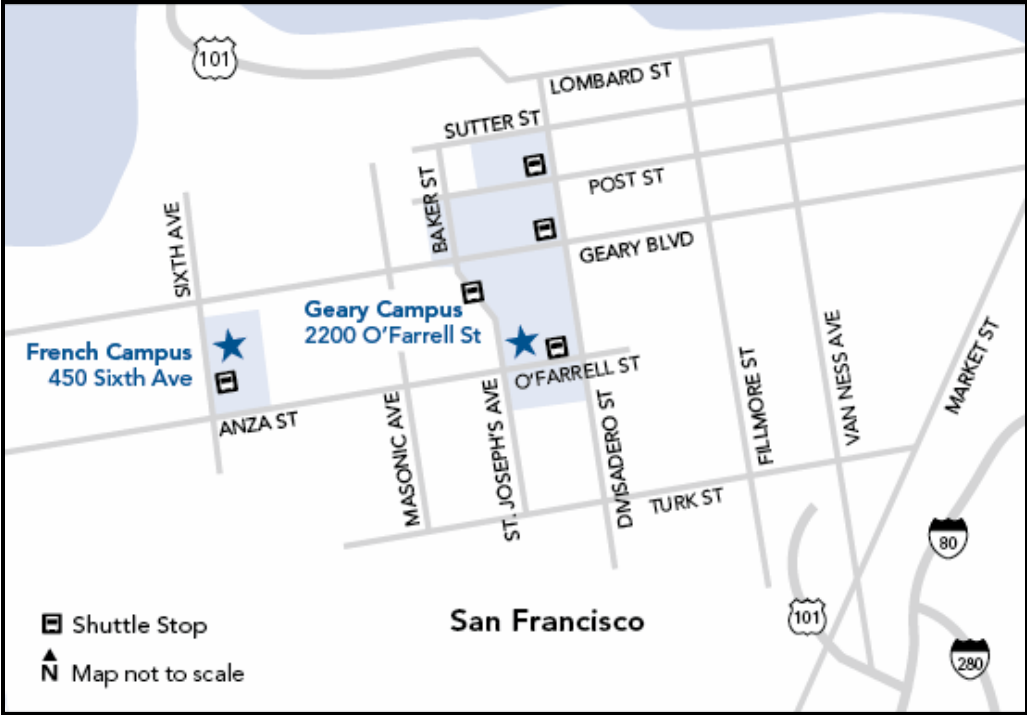 101
LOMBARD ST
SUTTER ST
POST ST
BAKER ST
SIXTH AVE
GEARY BLVD
Geary Campus
2200 O'Farrell St
French Campus
450 Sixth Ave
O'FARRELL ST
ANZA ST
MASONIC AVE
ST. JOSEPH'S AVE
DIVISADERO ST
FILLMORE ST
VAN NESS AVE
MARKET ST
TURK ST
80
101
280
San Francisco
Shuttle Stop
N Map not to scale